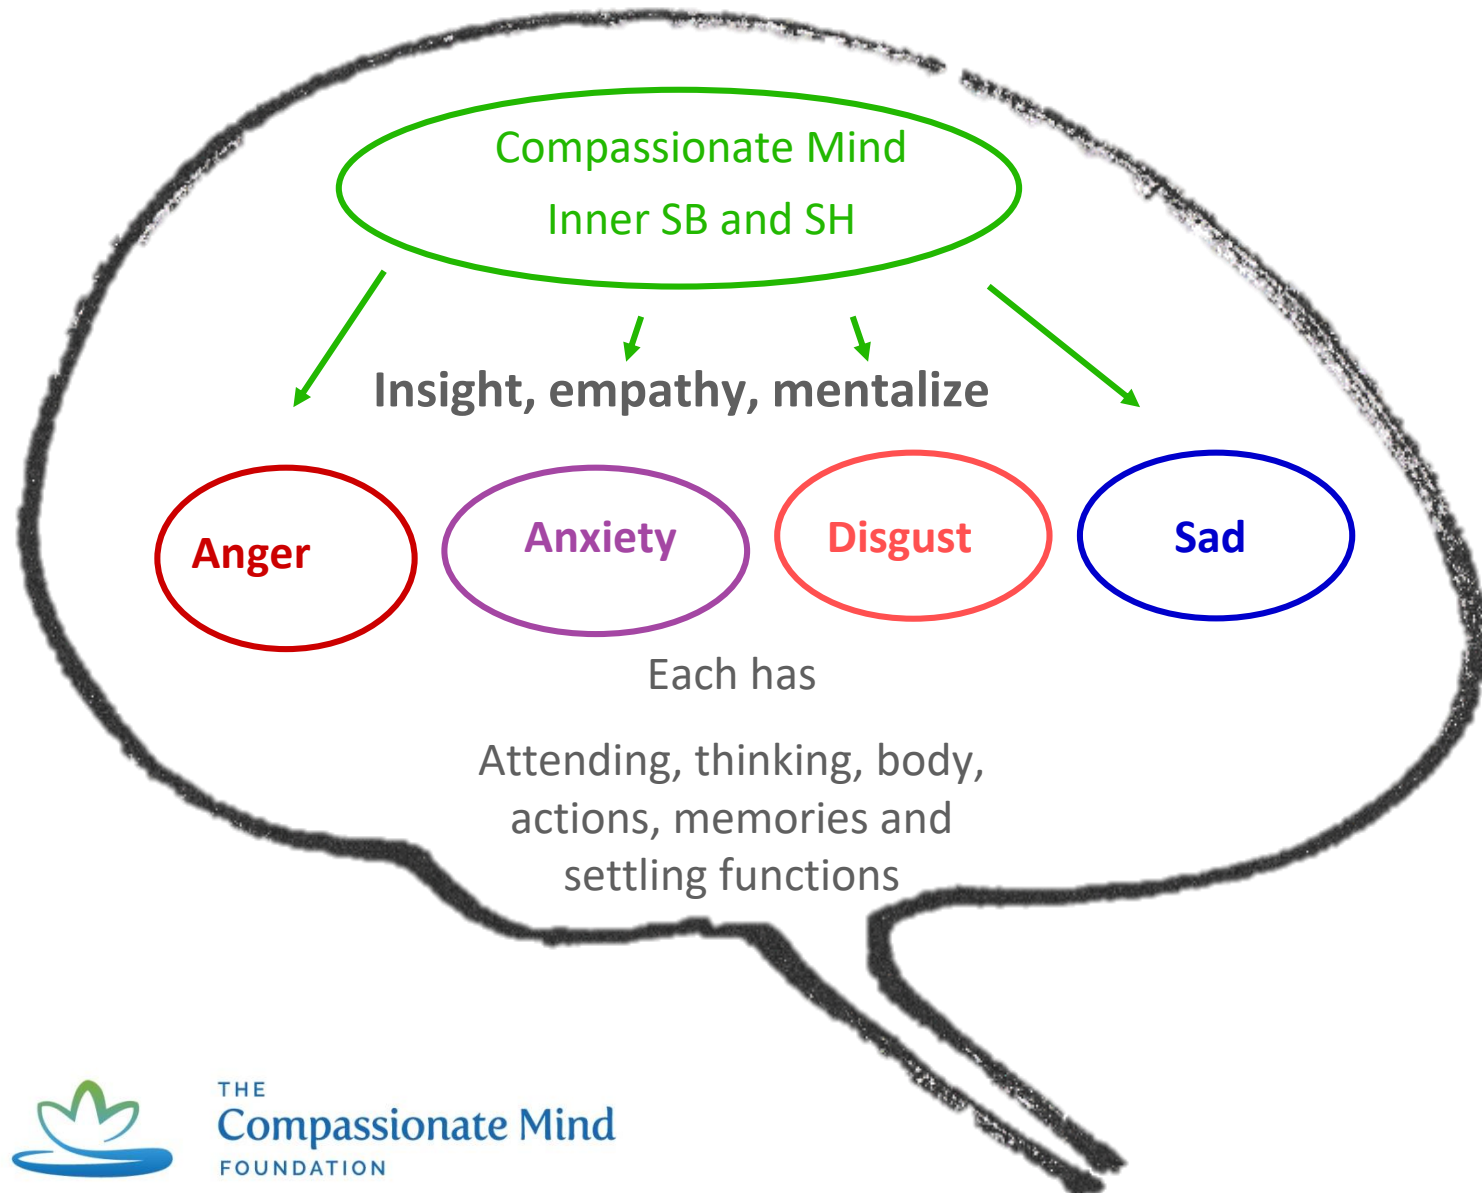 Compassionate Mind
Inner SB and SH
Insight, empathy, mentalize
Anger
Anxiety
Disgust
Sad
Each has
Attending, thinking, body,
actions, memories and
settling functions
THE
Compassionate Mind
FOUNDATION